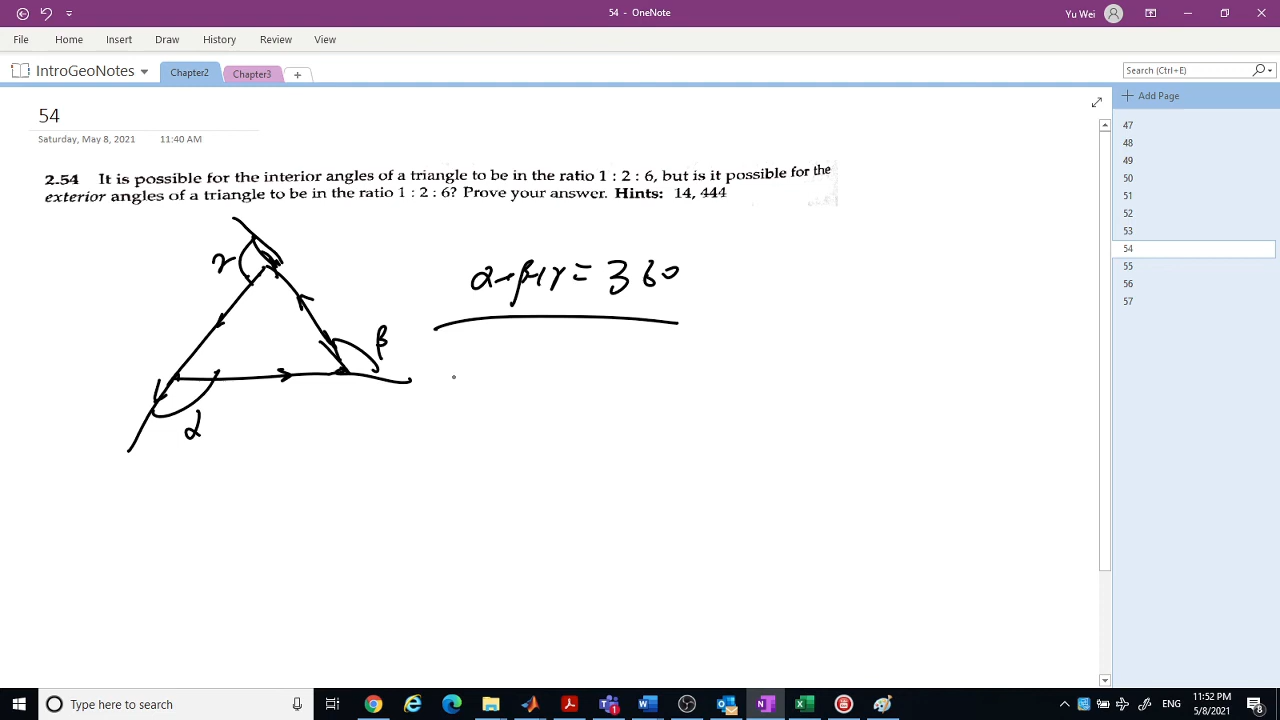 54 - OneNote
Yu Wei
File Home Insert Draw History Review View
IntroGeoNotes Chapter2 Chapter3 +
Search (Ctrl+E)
Add Page
54
Saturday, May 8, 2021 11:40 AM
2.54 It is possible for the interior angles of a triangle to be in the ratio 1 : 2 : 6, but is it possible for the
exterior angles of a triangle to be in the ratio 1 : 2 : 6? Prove your answer. Hints: 14, 444
γ
β
α
α+β+γ = 360
47
48
49
50
51
52
53
54
55
56
57
Type here to search
ENG
11:52 PM
5/8/2021